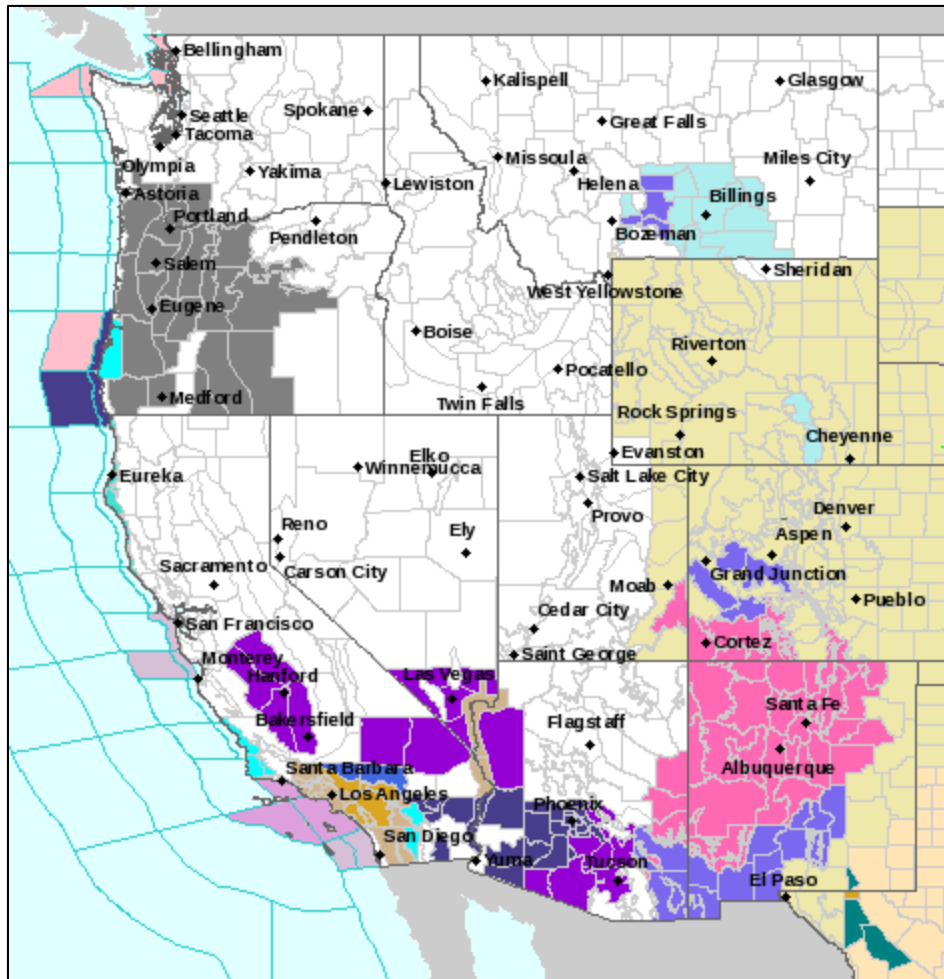 Bellingham
Kalispell
Glasgow
Spokane
Seattle
Great Falls
Tacoma
Olympia
Missoula
Miles City
Yakima
Lewiston
Helena
Astoria
Billings
Portland
Pendleton
Bozeman
Salem
Sheridan
West Yellowstone
Eugene
Boise
Riverton
Pocatello
Medford
Twin Falls
Rock Springs
Cheyenne
Elko
Evanston
Winnemucca
Eureka
Salt Lake City
Denver
Provo
Reno
Ely
Aspen
Sacramento
Carson City
Grand Junction
Moab
Pueblo
Cedar City
San Francisco
Cortez
Saint George
Monterey
Hanford
Las Vegas
Santa Fe
Bakersfield
Flagstaff
Albuquerque
Santa Barbara
Los Angeles
Phoenix
San Diego
Yuma
Tucson
El Paso